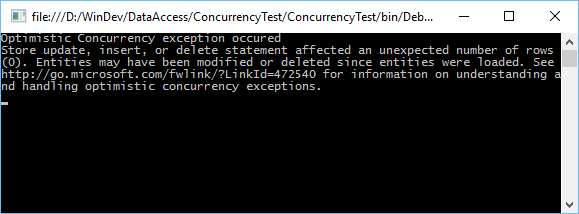 file:///D:/WinDev/DataAccess/ConcurrencyTest/ConcurrencyTest/bin/Deb...
Optimistic Concurrency exception occured
Store update, insert, or delete statement affected an unexpected number of rows
(0). Entities may have been modified or deleted since entities were loaded. See
http://go.microsoft.com/fwlink/?LinkId=472540 for information on understanding a
nd handling optimistic concurrency exceptions.